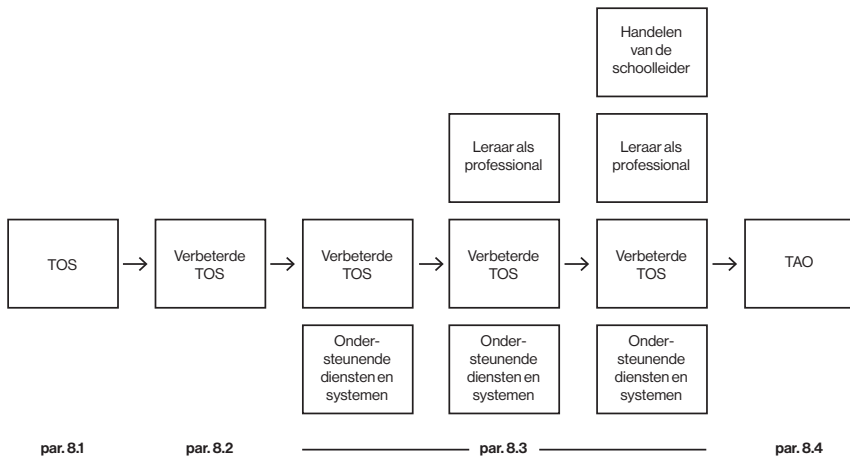 Handelen
van de
schoolleider
Leraar als
professional
Leraar als
professional
TOS
Verbeterde
TOS
Verbeterde
TOS
Verbeterde
TOS
Verbeterde
TOS
TAO
Onder-
steunende
diensten en
systemen
Onder-
steunende
diensten en
systemen
Onder-
steunende
diensten en
systemen
par. 8.1
par. 8.2
par. 8.3
par. 8.4